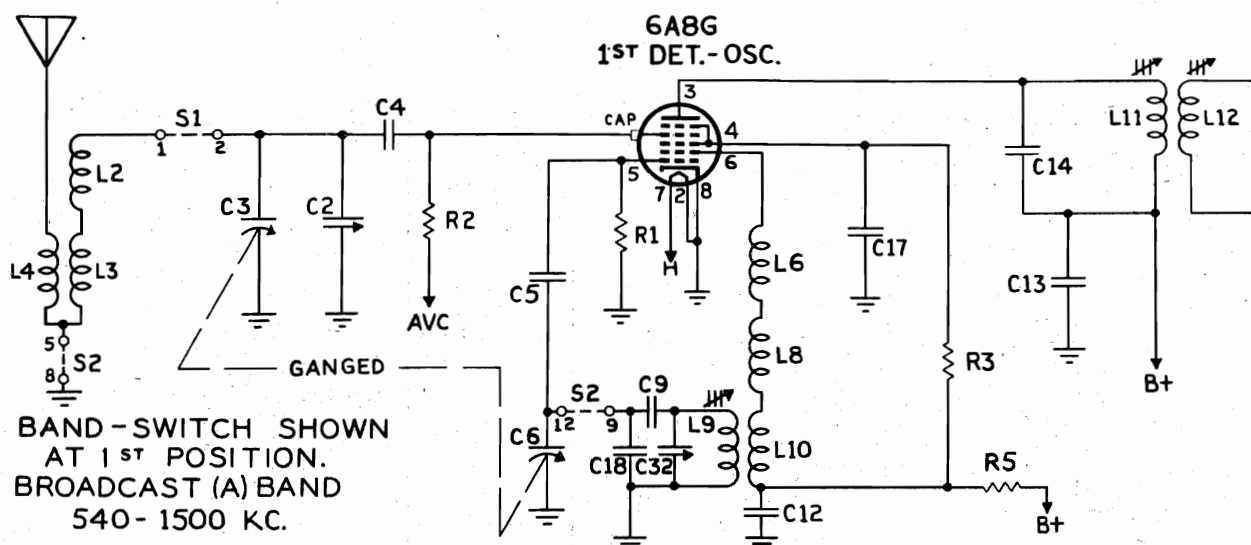 6A8G
1ST DET.-OSC.
3
C4
CAP
S1
1
2
4
6
5
7
2
8
L11
L12
C14
L2
C3
C2
R2
R1
H
C17
L6
L4
L3
C5
AVC
C13
L8
5
S2
8
GANGED
R3
B+
C9
S2
12
9
L9
C6
C18
C32
L10
BAND-SWITCH SHOWN
AT 1ST POSITION.
BROADCAST (A) BAND
540-1500 KC.
R5
C12
B+